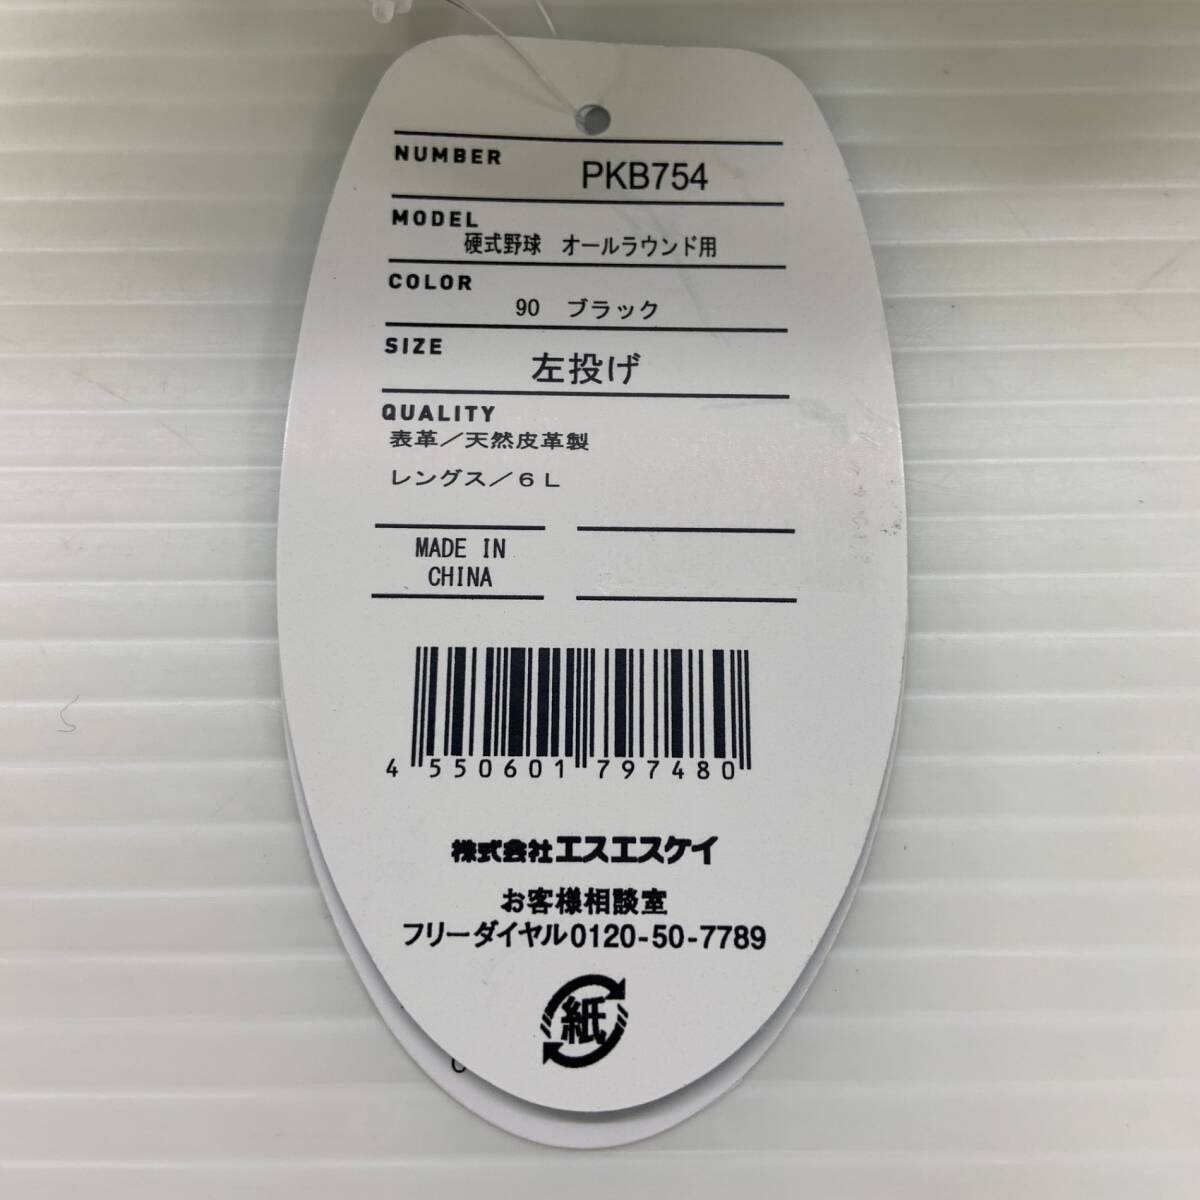 NUMBER
PKB754
MODEL
硬式野球　オールラウンド用
COLOR
90　ブラック
SIZE
左投げ
QUALITY
表革／天然皮革製
レングス／６Ｌ
MADE IN
CHINA
4 550601 797480
株式会社エスエスケイ
お客様相談室
フリーダイヤル0120-50-7789
紙